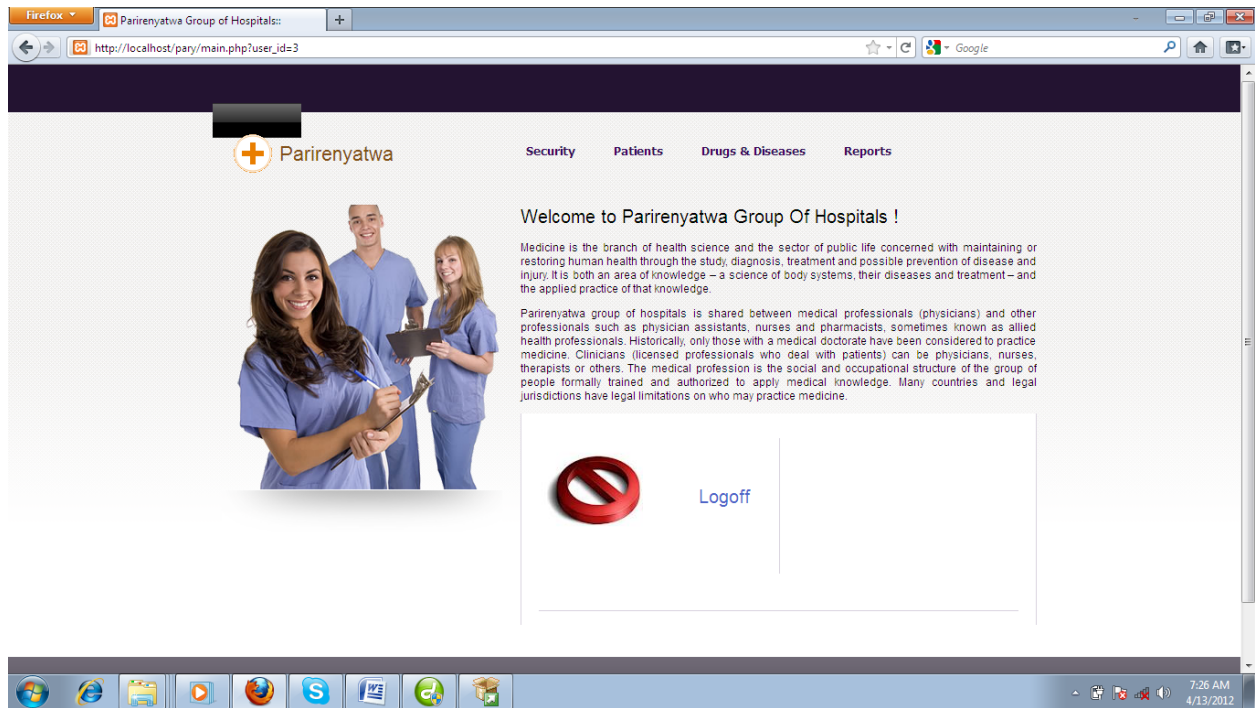 Firefox
Parirenyatwa Group of Hospitals::
http://localhost/pary/main.php?user_id=3
Google
Parirenyatwa
Security Patients Drugs & Diseases Reports
Welcome to Parirenyatwa Group Of Hospitals !
Medicine is the branch of health science and the sector of public life concerned with maintaining or
restoring human health through the study, diagnosis, treatment and possible prevention of disease and
injury. It is both an area of knowledge – a science of body systems, their diseases and treatment – and
the applied practice of that knowledge.
Parirenyatwa group of hospitals is shared between medical professionals (physicians) and other
professionals such as physician assistants, nurses and pharmacists, sometimes known as allied
health professionals. Historically, only those with a medical doctorate have been considered to practice
medicine. Clinicians (licensed professionals who deal with patients) can be physicians, nurses,
therapists or others. The medical profession is the social and occupational structure of the group of
people formally trained and authorized to apply medical knowledge. Many countries and legal
jurisdictions have legal limitations on who may practice medicine.
Logoff
7:26 AM
4/13/2012